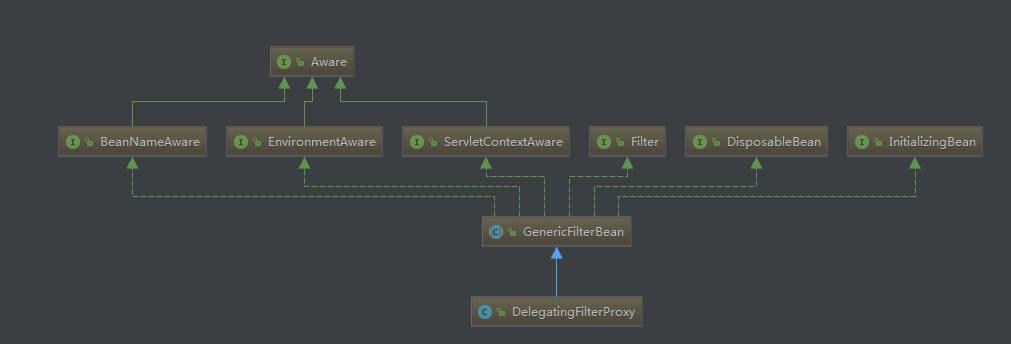 I Aware
I BeanNameAware
I EnvironmentAware
I ServletContextAware
I Filter
I DisposableBean
I InitializingBean
C GenericFilterBean
C DelegatingFilterProxy